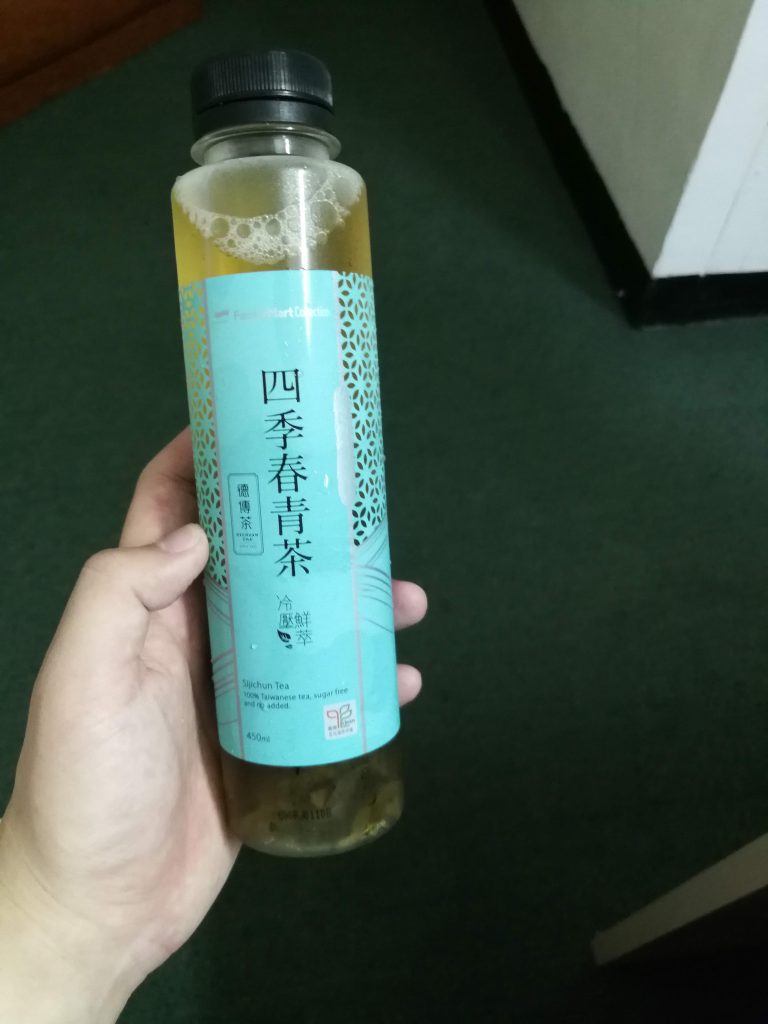 FamilyMart Collection
四季春青茶
德傳茶
冷壓鮮萃
Sijichun Tea
100% Taiwanese tea, sugar free
and no added.
450ml